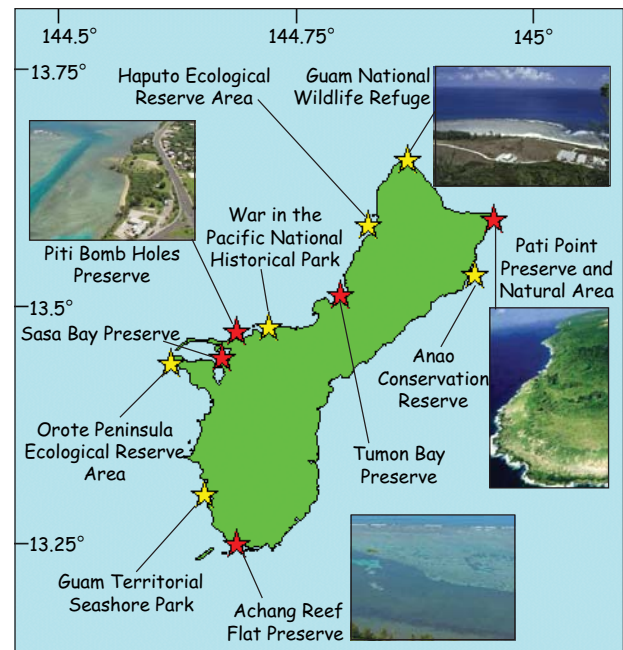 144.5°
144.75°
145°
13.75°
Haputo Ecological
Reserve Area
Guam National
Wildlife Refuge
War in the
Pacific National
Historical Park
Piti Bomb Holes
Preserve
Pati Point
Preserve and
Natural Area
13.5°
Sasa Bay Preserve
Anao
Conservation
Reserve
Orote Peninsula
Ecological Reserve
Area
Tumon Bay
Preserve
13.25°
Guam Territorial
Seashore Park
Achang Reef
Flat Preserve